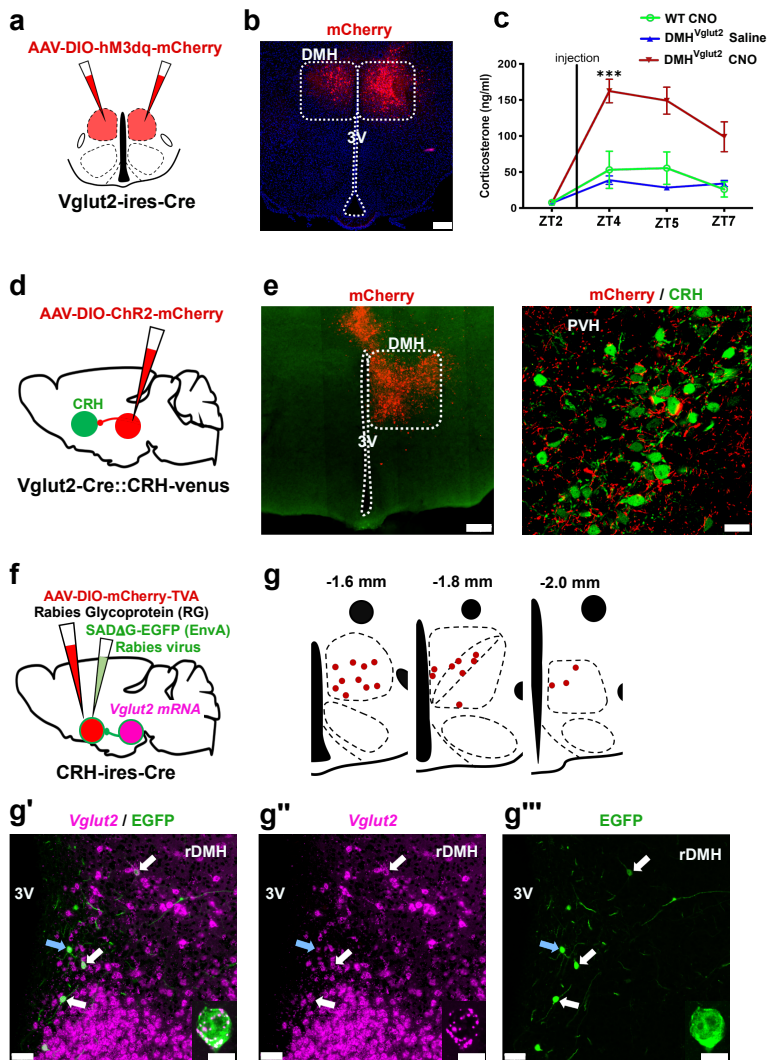 a
AAV-DIO-hM3dq-mCherry
Vglut2-ires-Cre
b
mCherry
DMH
3V
c
WT CNO
DMHVglut2 Saline
DMHVglut2 CNO
injection
***
Corticosterone (ng/ml)
200
150
100
50
0
ZT2 ZT4 ZT5 ZT7
d
AAV-DIO-ChR2-mCherry
CRH
Vglut2-Cre::CRH-venus
e
mCherry
DMH
3V
mCherry / CRH
PVH
f
AAV-DIO-mCherry-TVA
Rabies Glycoprotein (RG)
SADΔG-EGFP (EnvA)
Rabies virus
Vglut2 mRNA
CRH-ires-Cre
g
-1.6 mm -1.8 mm -2.0 mm
g'
Vglut2 / EGFP
rDMH
3V
g''
Vglut2
rDMH
3V
g'''
EGFP
rDMH
3V